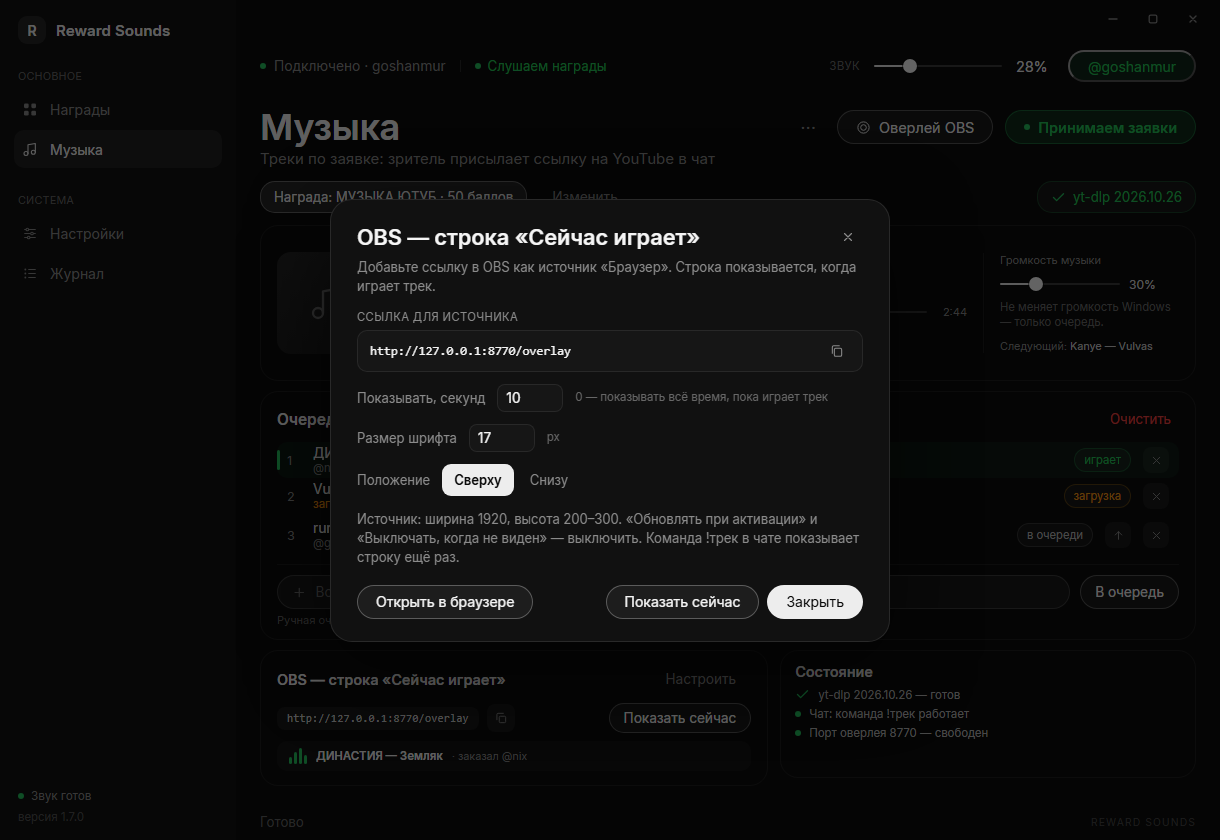 R Reward Sounds
ОСНОВНОЕ
Награды
Музыка
СИСТЕМА
Настройки
Журнал
Звук готов
версия 1.7.0
Подключено · goshanmur
Слушаем награды
ЗВУК
28%
@goshanmur
Музыка
Треки по заявке: зритель присылает ссылку на YouTube в чат
Оверлей OBS
Принимаем заявки
Награда: МУЗЫКА ЮТУБ · 50 баллов
Изменить
yt-dlp 2026.10.26
OBS — строка «Сейчас играет»
Добавьте ссылку в OBS как источник «Браузер». Строка показывается, когда
играет трек.
ССЫЛКА ДЛЯ ИСТОЧНИКА
http://127.0.0.1:8770/overlay
Показывать, секунд 10 0 — показывать всё время, пока играет трек
Размер шрифта 17 px
Положение Сверху Снизу
Источник: ширина 1920, высота 200–300. «Обновлять при активации» и
«Выключать, когда не виден» — выключить. Команда !трек в чате показывает
строку ещё раз.
Открыть в браузере
Показать сейчас
Закрыть
2:44
Громкость музыки
30%
Не меняет громкость Windows
— только очередь.
Следующий: Kanye — Vulvas
Очистить
1
играет
2
загрузка
3
в очереди
В очередь
OBS — строка «Сейчас играет»
Настроить
http://127.0.0.1:8770/overlay
Показать сейчас
ДИНАСТИЯ — Земляк · заказал @nix
Состояние
yt-dlp 2026.10.26 — готов
Чат: команда !трек работает
Порт оверлея 8770 — свободен
Готово
REWARD SOUNDS